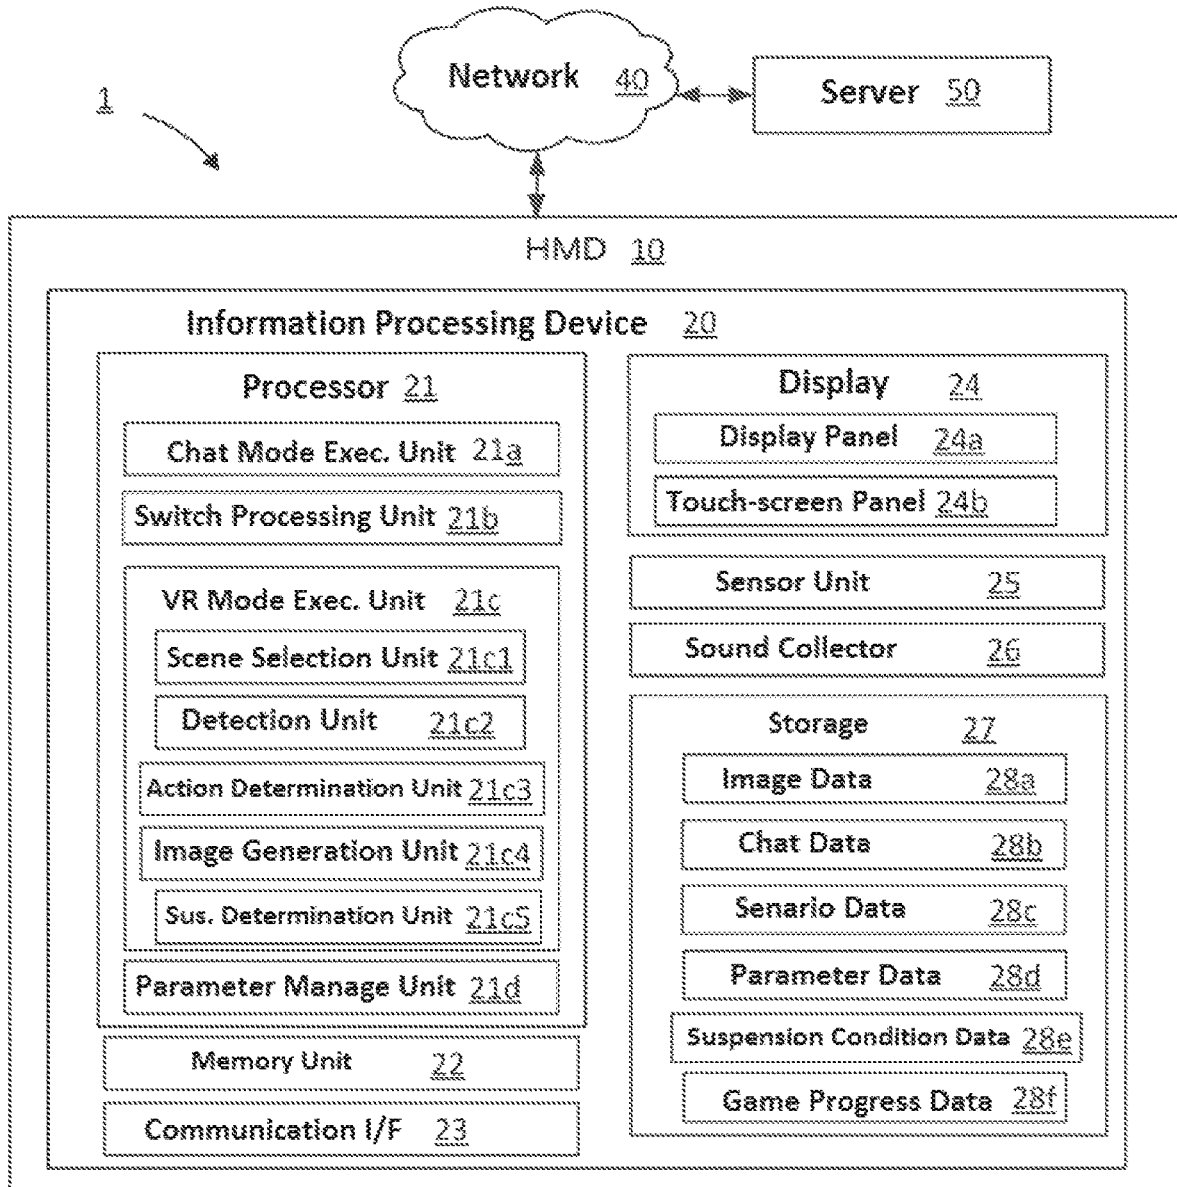 Network 40
Server 50
1
HMD 10
Information Processing Device 20
Processor 21
Chat Mode Exec. Unit 21a
Switch Processing Unit 21b
VR Mode Exec. Unit 21c
Scene Selection Unit 21c1
Detection Unit 21c2
Action Determination Unit 21c3
Image Generation Unit 21c4
Sus. Determination Unit 21c5
Parameter Manage Unit 21d
Memory Unit 22
Communication I/F 23
Display 24
Display Panel 24a
Touch-screen Panel 24b
Sensor Unit 25
Sound Collector 26
Storage 27
Image Data 28a
Chat Data 28b
Senario Data 28c
Parameter Data 28d
Suspension Condition Data 28e
Game Progress Data 28f